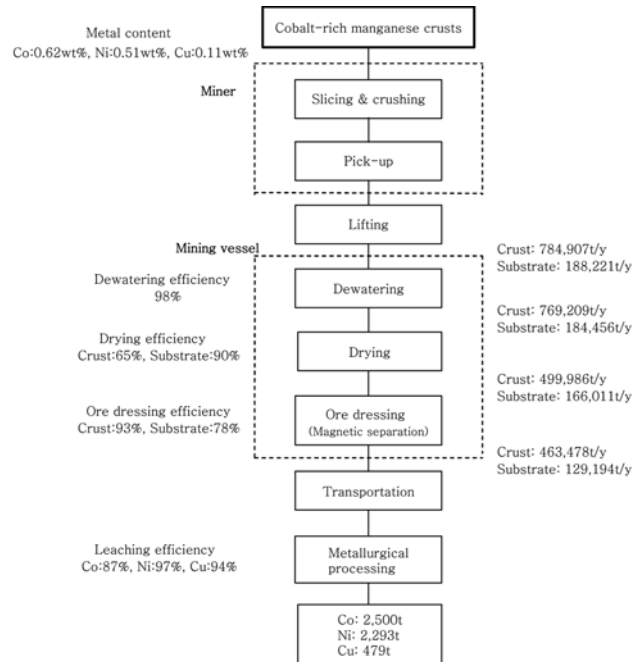 Metal content
Co:0.62wt%, Ni:0.51wt%, Cu:0.11wt%
Cobalt-rich manganese crusts
Miner
Slicing & crushing
Pick-up
Lifting
Mining vessel
Crust: 784,907t/y
Substrate: 188,221t/y
Dewatering efficiency
98%
Dewatering
Crust: 769,209t/y
Substrate: 184,456t/y
Drying efficiency
Crust:65%, Substrate:90%
Drying
Crust: 499,986t/y
Substrate: 166,011t/y
Ore dressing efficiency
Crust:93%, Substrate:78%
Ore dressing
(Magnetic separation)
Crust: 463,478t/y
Substrate: 129,194t/y
Transportation
Leaching efficiency
Co:87%, Ni:97%, Cu:94%
Metallurgical
processing
Co: 2,500t
Ni: 2,293t
Cu: 479t